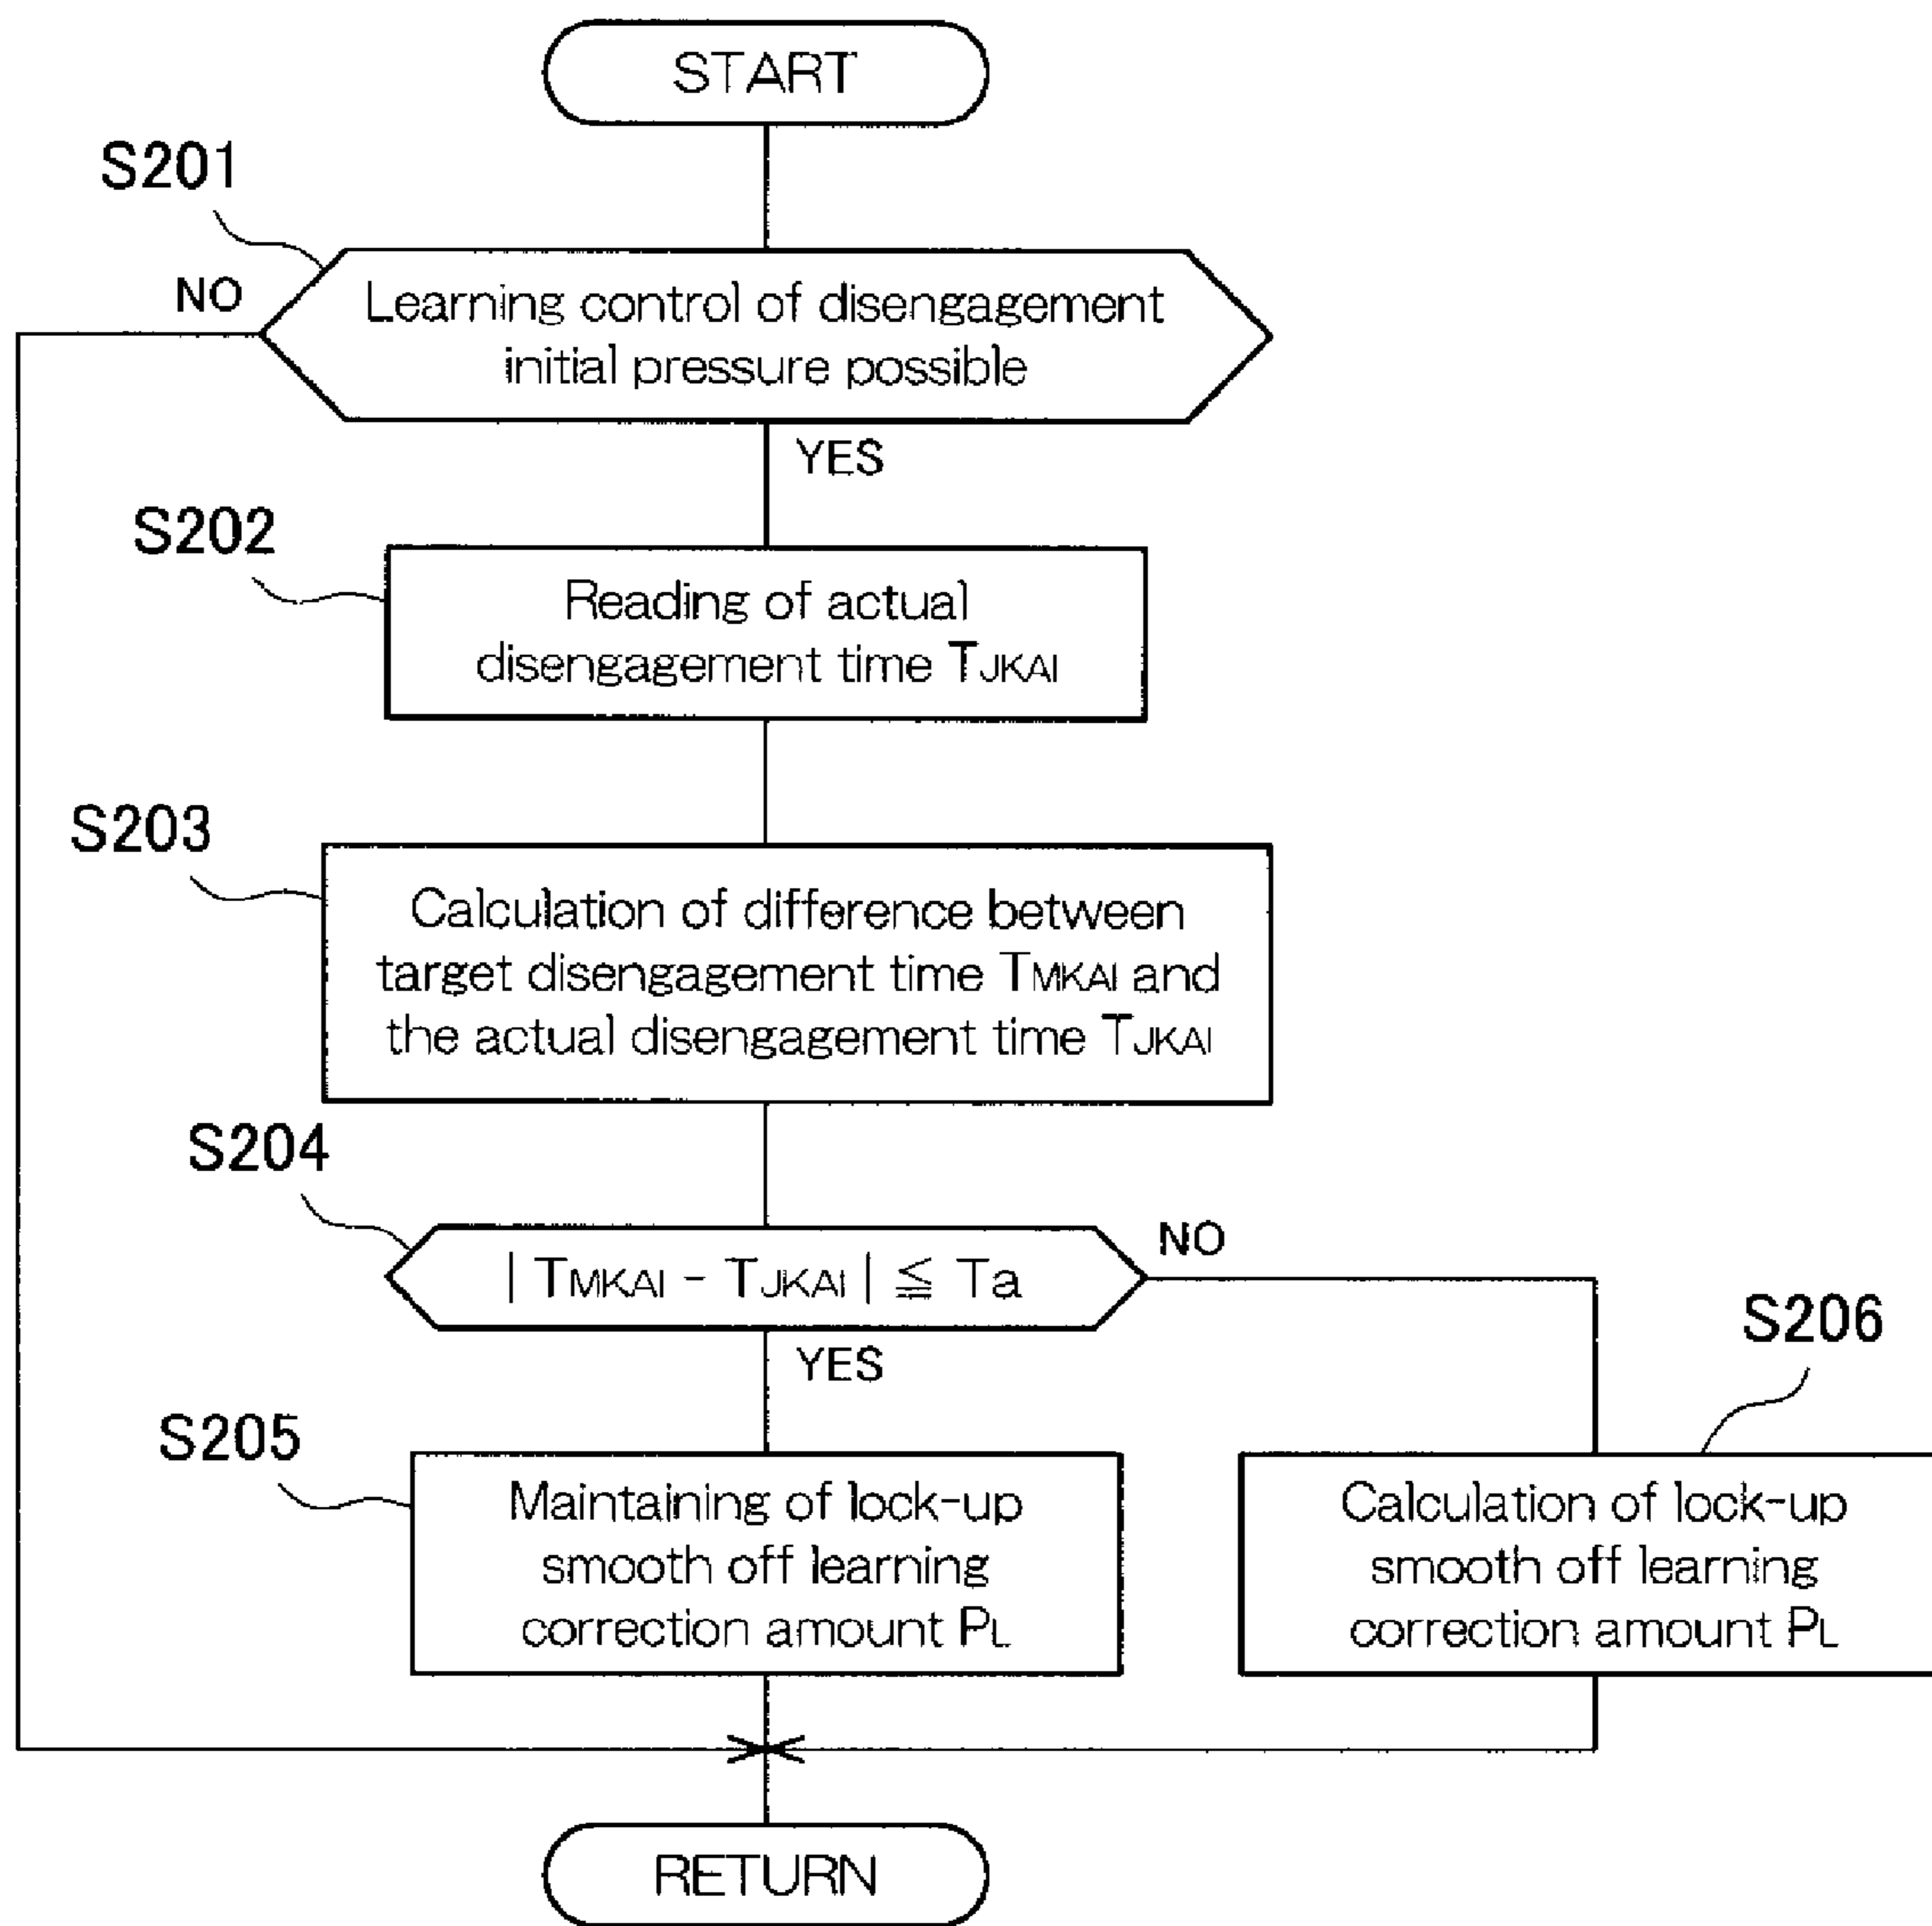 START
S201
NO
Learning control of disengagement
initial pressure possible
YES
S202
Reading of actual
disengagement time TJKAI
S203
Calculation of difference between
target disengagement time TMKAI and
the actual disengagement time TJKAI
S204
| TMKAI - TJKAI | ≦ Ta
NO
YES
S206
S205
Maintaining of lock-up
smooth off learning
correction amount PL
Calculation of lock-up
smooth off learning
correction amount PL
RETURN